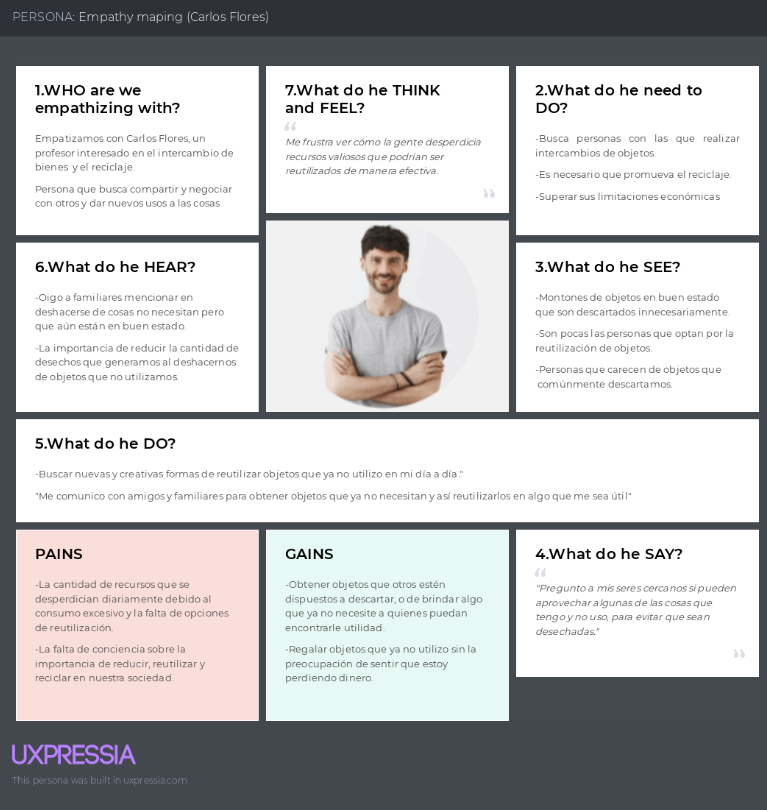 PERSONA: Empathy maping (Carlos Flores)
1.WHO are we
empathizing with?
Empatizamos con Carlos Flores, un
profesor interesado en el intercambio de
bienes y el reciclaje.
Persona que busca compartir y negociar
con otros y dar nuevos usos a las cosas
7.What do he THINK
and FEEL?
“
Me frustra ver cómo la gente desperdicia
recursos valiosos que podrían ser
reutilizados de manera efectiva.
”
2.What do he need to
DO?
-Busca personas con las que realizar
intercambios de objetos.
-Es necesario que promueva el reciclaje.
-Superar sus limitaciones económicas
6.What do he HEAR?
-Oigo a familiares mencionar en
deshacerse de cosas no necesitan pero
que aún están en buen estado.
-La importancia de reducir la cantidad de
desechos que generamos al deshacernos
de objetos que no utilizamos.
3.What do he SEE?
-Montones de objetos en buen estado
que son descartados innecesariamente.
-Son pocas las personas que optan por la
reutilización de objetos.
-Personas que carecen de objetos que
comúnmente descartamos.
5.What do he DO?
-Buscar nuevas y creativas formas de reutilizar objetos que ya no utilizo en mi día a día."
"Me comunico con amigos y familiares para obtener objetos que ya no necesitan y así reutilizarlos en algo que me sea útil"
PAINS
-La cantidad de recursos que se
desperdician diariamente debido al
consumo excesivo y la falta de opciones
de reutilización.
-La falta de conciencia sobre la
importancia de reducir, reutilizar y
reciclar en nuestra sociedad.
GAINS
-Obtener objetos que otros estén
dispuestos a descartar, o de brindar algo
que ya no necesite a quienes puedan
encontrarle utilidad.
-Regalar objetos que ya no utilizo sin la
preocupación de sentir que estoy
perdiendo dinero.
4.What do he SAY?
“
"Pregunto a mis seres cercanos si pueden
aprovechar algunas de las cosas que
tengo y no uso, para evitar que sean
desechadas."
”
UXPRESSIA
This persona was built in uxpressia.com